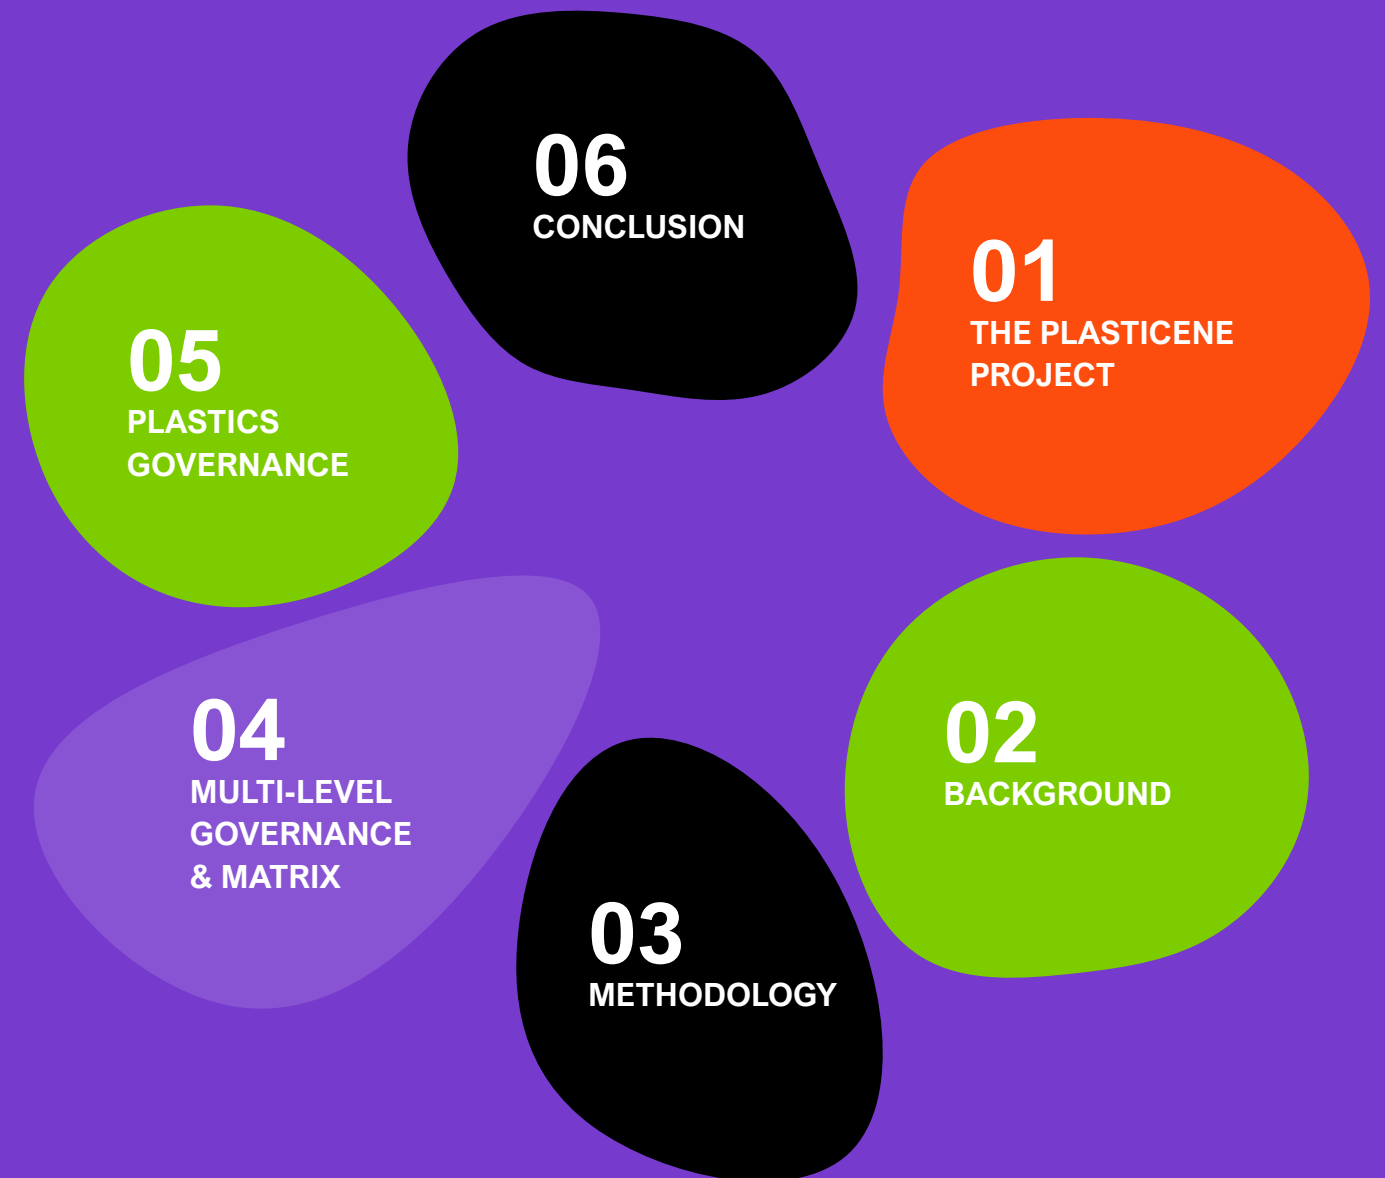 01
THE PLASTICENE
PROJECT
02
BACKGROUND
03
METHODOLOGY
04
MULTI-LEVEL
GOVERNANCE
& MATRIX
05
PLASTICS
GOVERNANCE
06
CONCLUSION